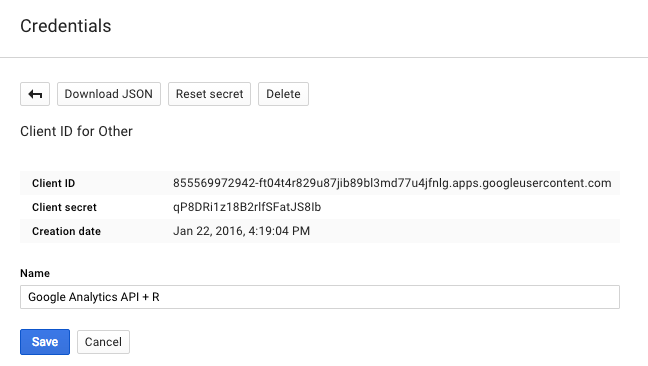 Credentials
Download JSON Reset secret Delete
Client ID for Other
Client ID 855569972942-ft04t4r829u87jib89bl3md77u4jfnlg.apps.googleusercontent.com
Client secret qP8DRi1z18B2rlfSFatJS8Ib
Creation date Jan 22, 2016, 4:19:04 PM
Name
Google Analytics API + R
Save Cancel